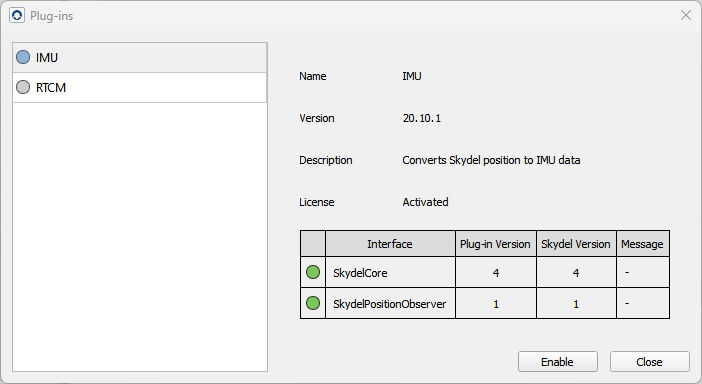 Plug-ins
IMU
RTCM
Name IMU
Version 20.10.1
Description Converts Skydel position to IMU data
License Activated
Interface Plug-in Version Skydel Version Message
SkydelCore 4 4 -
SkydelPositionObserver 1 1 -
Enable Close